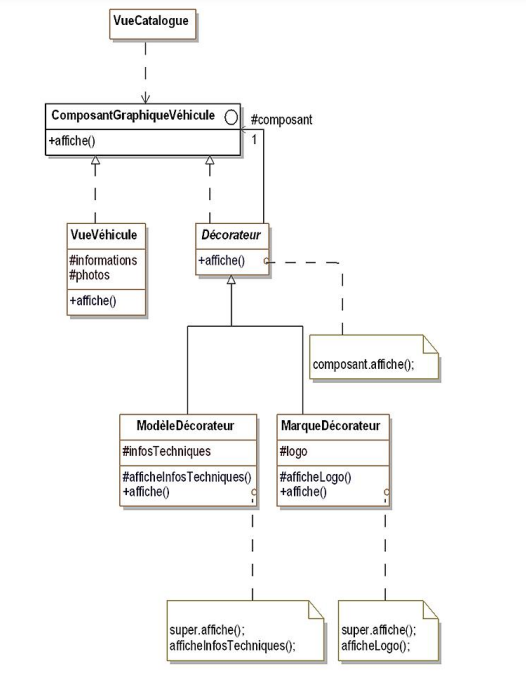 VueCatalogue
ComposantGraphiqueVéhicule
+affiche()
#composant
1
VueVéhicule
#informations
#photos
+affiche()
Décorateur
+affiche()
composant.affiche();
ModèleDécorateur
#infosTechniques
#afficheInfosTechniques()
+affiche()
MarqueDécorateur
#logo
#afficheLogo()
+affiche()
super.affiche();
afficheInfosTechniques();
super.affiche();
afficheLogo();